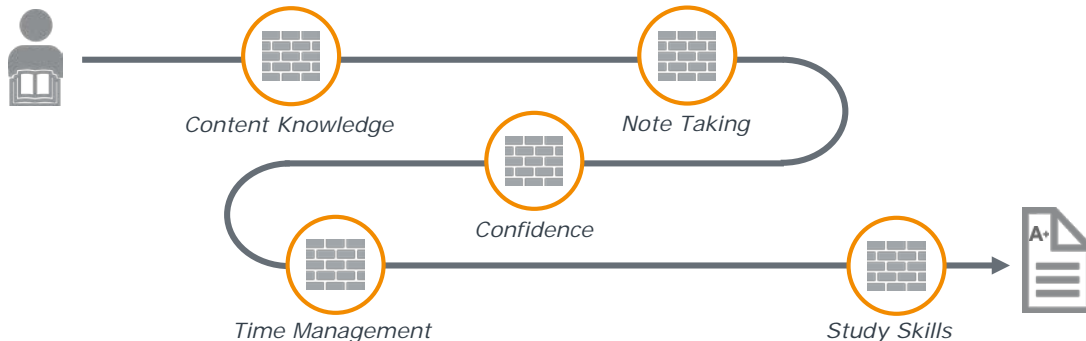 Content Knowledge
Note Taking
Confidence
A+
Time Management
Study Skills